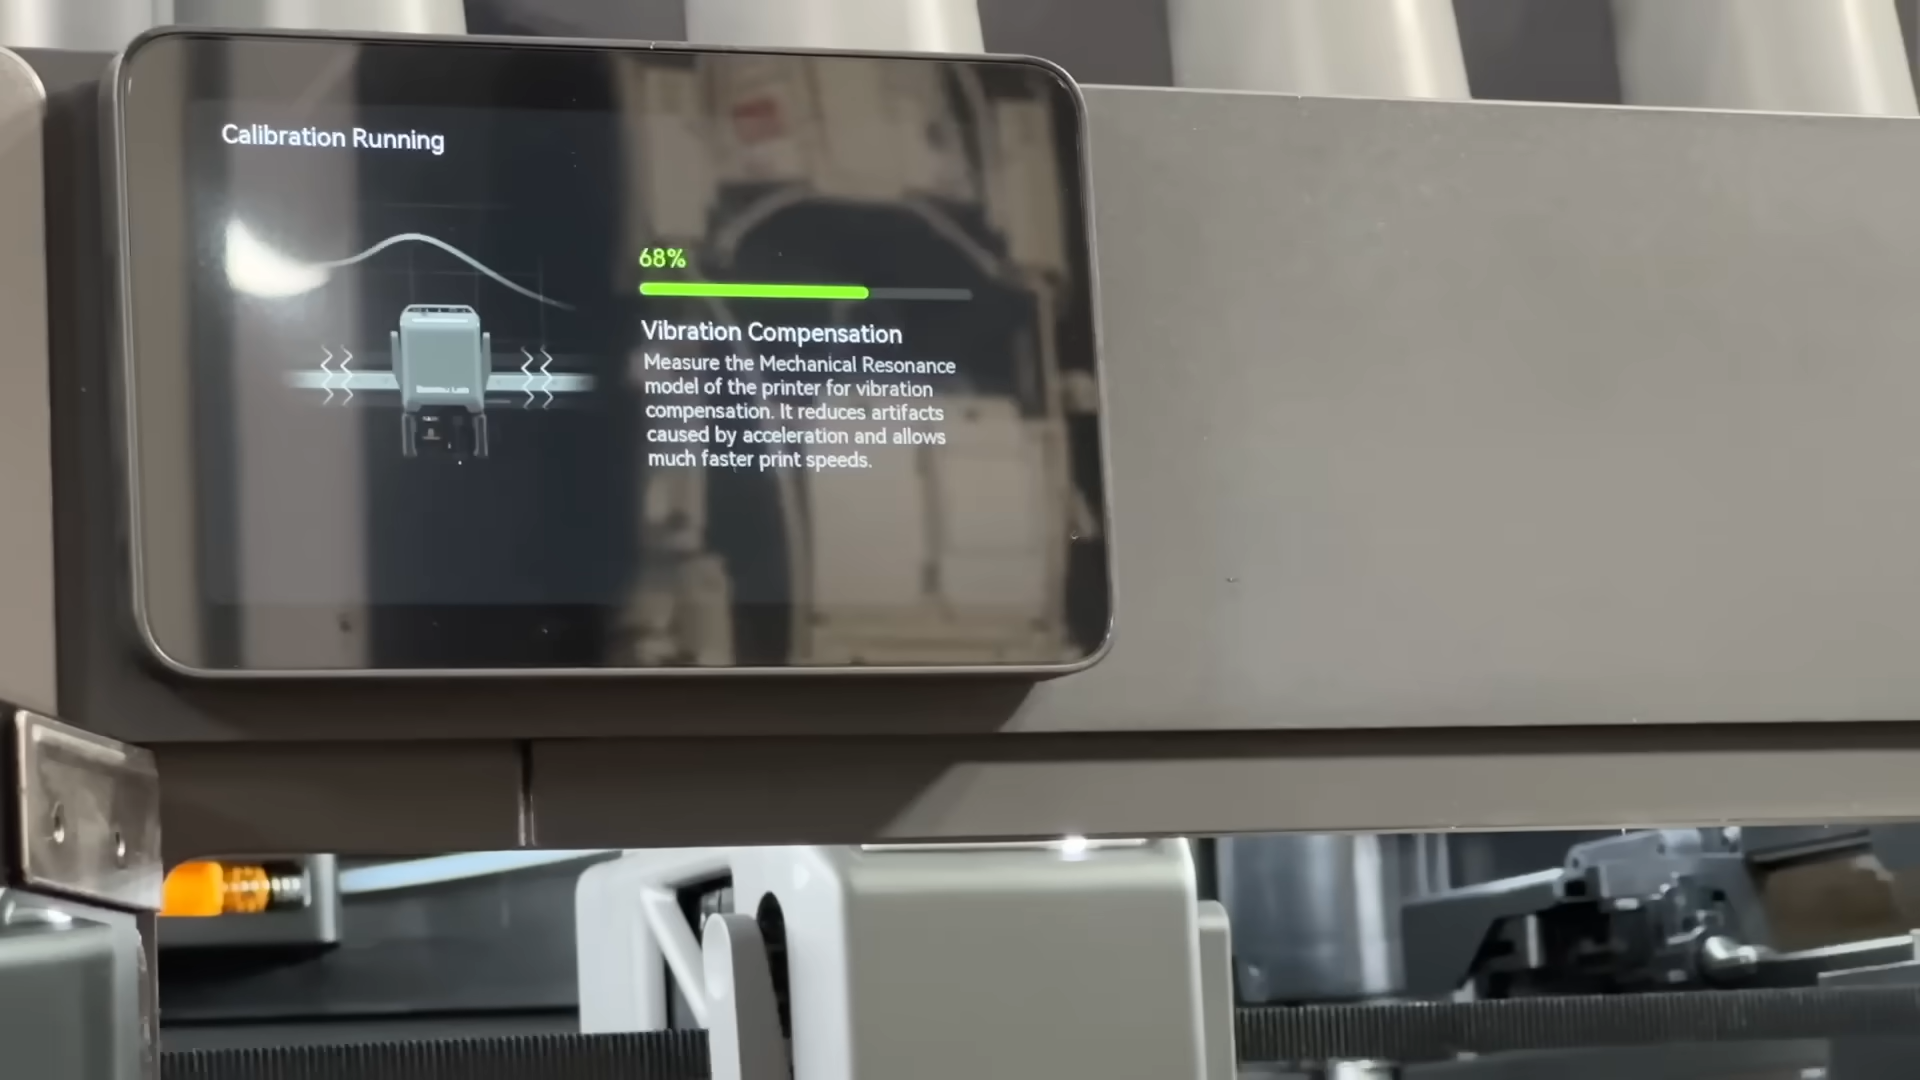 Calibration Running
68%
Vibration Compensation
Measure the Mechanical Resonance
model of the printer for vibration
compensation. It reduces artifacts
caused by acceleration and allows
much faster print speeds.